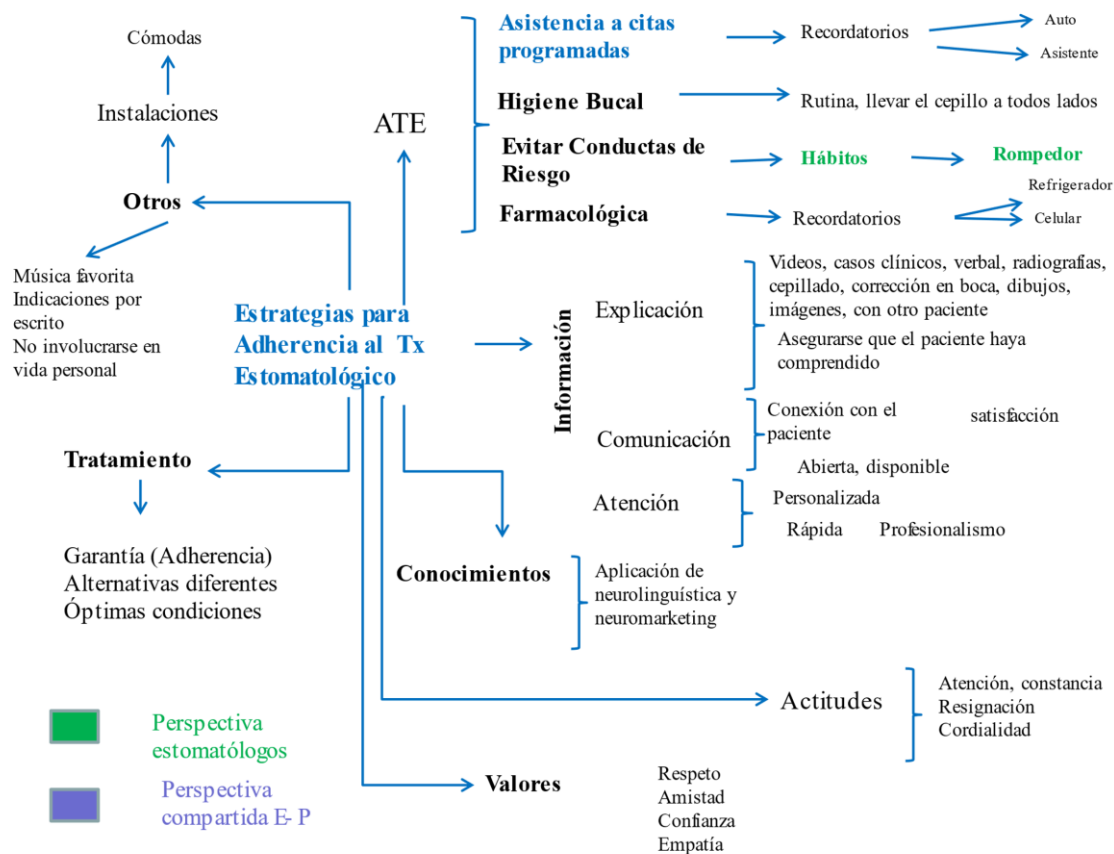 Cómodas
Instalaciones
Otros
Música favorita
Indicaciones por
escrito
No involucrarse en
vida personal
ATE
Asistencia a citas
programadas
Recordatorios
Auto
Asistente
Higiene Bucal
Rutina, llevar el cepillo a todos lados
Evitar Conductas de
Riesgo
Hábitos
Rompedor
Farmacológica
Recordatorios
Refrigerador
Celular
Estrategias para
Adherencia al Tx
Estomatológico
Información
Explicación
Videos, casos clínicos, verbal, radiografías,
cepillado, corrección en boca, dibujos,
imágenes, con otro paciente
Asegurarse que el paciente haya
comprendido
Comunicación
Conexión con el
paciente
satisfacción
Abierta, disponible
Atención
Personalizada
Rápida
Profesionalismo
Tratamiento
Garantía (Adherencia)
Alternativas diferentes
Óptimas condiciones
Conocimientos
Aplicación de
neurolinguística y
neuromarketing
Actitudes
Atención, constancia
Resignación
Cordialidad
Valores
Respeto
Amistad
Confianza
Empatía
Perspectiva
estomatólogos
Perspectiva
compartida E- P